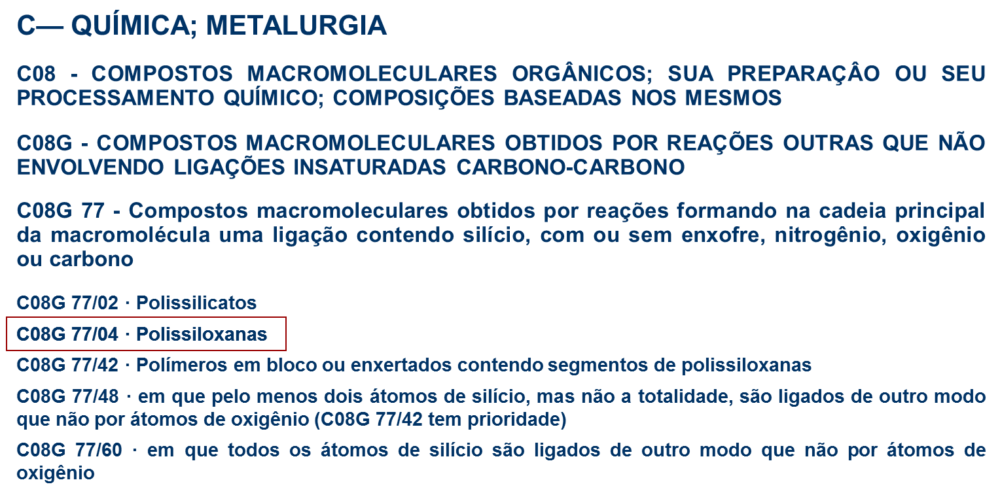 C— QUÍMICA; METALURGIA
C08 - COMPOSTOS MACROMOLECULARES ORGÂNICOS; SUA PREPARAÇÂO OU SEU
PROCESSAMENTO QUÍMICO; COMPOSIÇÕES BASEADAS NOS MESMOS
C08G - COMPOSTOS MACROMOLECULARES OBTIDOS POR REAÇÕES OUTRAS QUE NÃO
ENVOLVENDO LIGAÇÕES INSATURADAS CARBONO-CARBONO
C08G 77 - Compostos macromoleculares obtidos por reações formando na cadeia principal
da macromolécula uma ligação contendo silício, com ou sem enxofre, nitrogênio, oxigênio
ou carbono
C08G 77/02 · Polissilicatos
C08G 77/04 · Polissiloxanas
C08G 77/42 · Polímeros em bloco ou enxertados contendo segmentos de polissiloxanas
C08G 77/48 · em que pelo menos dois átomos de silício, mas não a totalidade, são ligados de outro modo
que não por átomos de oxigênio (C08G 77/42 tem prioridade)
C08G 77/60 · em que todos os átomos de silício são ligados de outro modo que não por átomos de
oxigênio